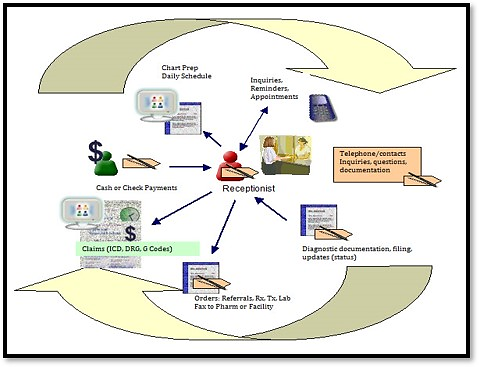 Chart Prep
Daily Schedule
Inquiries,
Reminders,
Appointments
Telephone/contacts
Inquiries, questions,
documentation
$
Cash or Check Payments
Receptionist
$
Claims (ICD, DRG, G Codes)
Diagnostic documentation, filing,
updates (status)
Orders: Referrals, Rx, Tx, Lab
Fax to Pharm or Facility